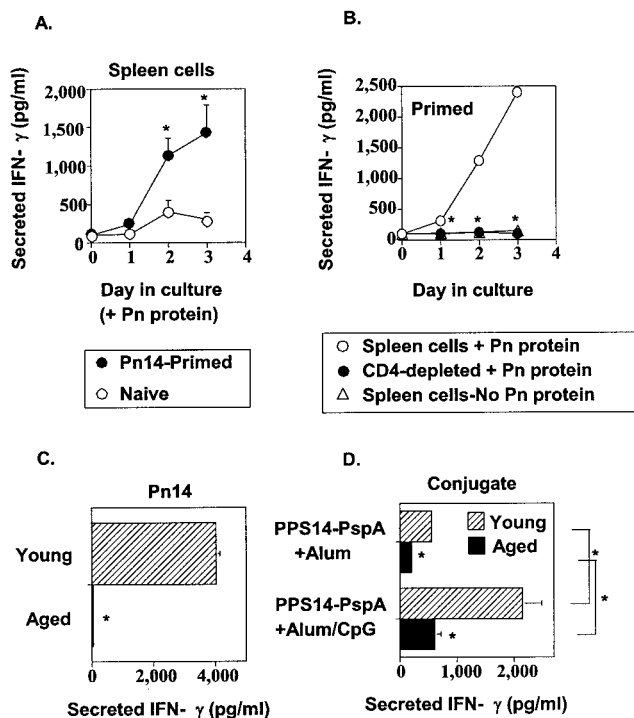 A.
Spleen cells
Secreted IFN- γ (pg/ml)
2,000
1,500
1,000
500
0
* *
0 1 2 3 4
Day in culture
(+ Pn protein)
Pn14-Primed
Naive
B.
Primed
Secreted IFN- γ (pg/ml)
2,500
2,000
1,500
1,000
500
0
* * *
0 1 2 3 4
Day in culture
Spleen cells + Pn protein
CD4-depleted + Pn protein
Spleen cells-No Pn protein
C.
Pn14
Young
Aged
*
0 2,000 4,000
Secreted IFN- γ (pg/ml)
D.
Conjugate
PPS14-PspA
+Alum
PPS14-PspA
+Alum/CpG
Young
Aged
*
*
*
*
0 1,000 2,000
Secreted IFN- γ (pg/ml)